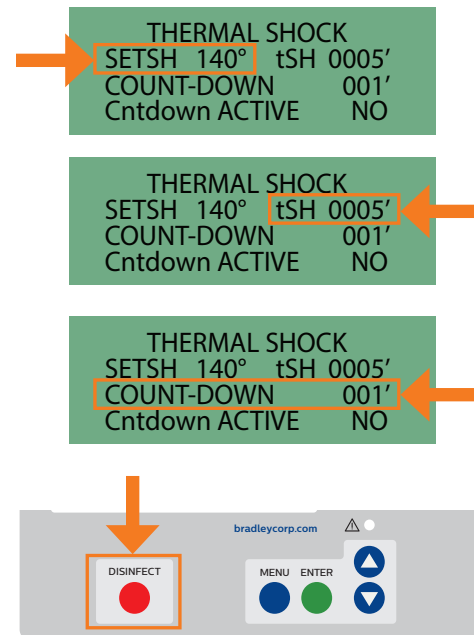 THERMAL SHOCK
SETSH 140° tSH 0005′
COUNT-DOWN 001′
Cntdown ACTIVE NO
THERMAL SHOCK
SETSH 140° tSH 0005′
COUNT-DOWN 001′
Cntdown ACTIVE NO
THERMAL SHOCK
SETSH 140° tSH 0005′
COUNT-DOWN 001′
Cntdown ACTIVE NO
bradleycorp.com
DISINFECT MENU ENTER